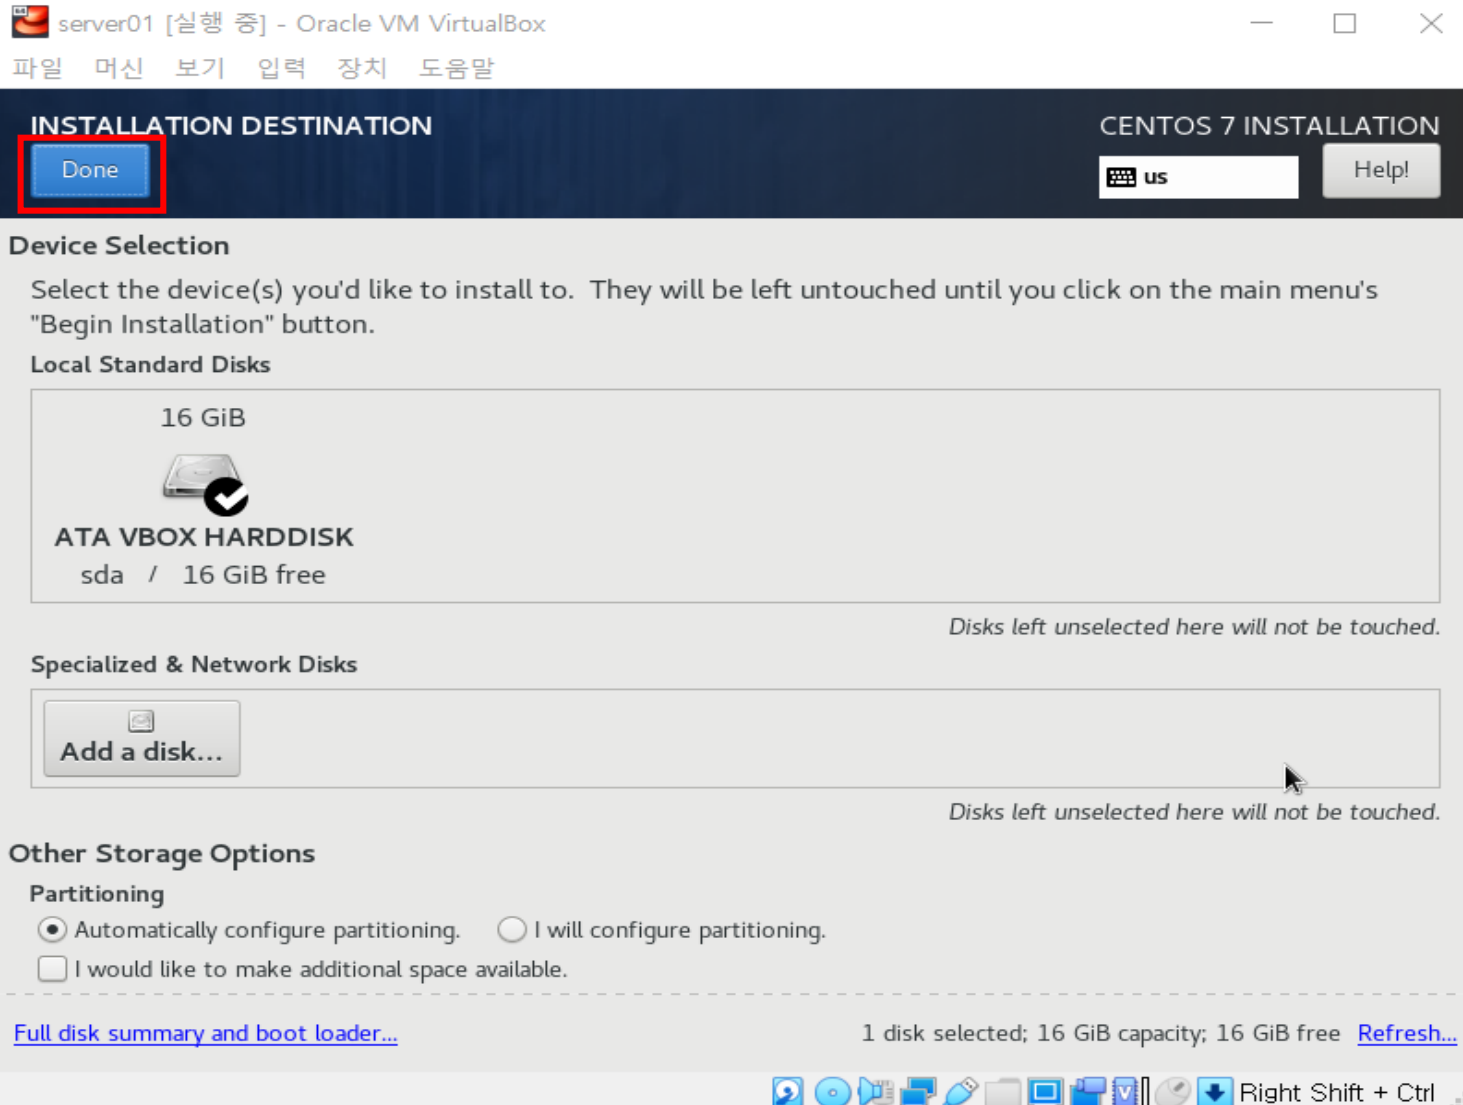 server01 [실행 중] - Oracle VM VirtualBox
파일 머신 보기 입력 장치 도움말
INSTALLATION DESTINATION
CENTOS 7 INSTALLATION
Done
us
Help!
Device Selection
Select the device(s) you'd like to install to. They will be left untouched until you click on the main menu's
"Begin Installation" button.
Local Standard Disks
16 GiB
ATA VBOX HARDDISK
sda / 16 GiB free
Disks left unselected here will not be touched.
Specialized & Network Disks
Add a disk...
Disks left unselected here will not be touched.
Other Storage Options
Partitioning
Automatically configure partitioning. I will configure partitioning.
I would like to make additional space available.
Full disk summary and boot loader...
1 disk selected; 16 GiB capacity; 16 GiB free Refresh...
Right Shift + Ctrl